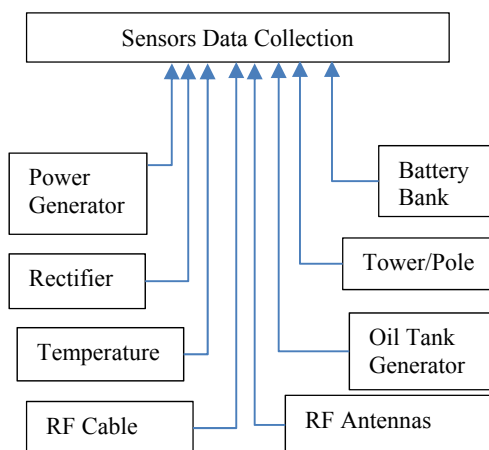 Sensors Data Collection
Power
Generator
Battery
Bank
Rectifier
Tower/Pole
Temperature
Oil Tank
Generator
RF Cable
RF Antennas